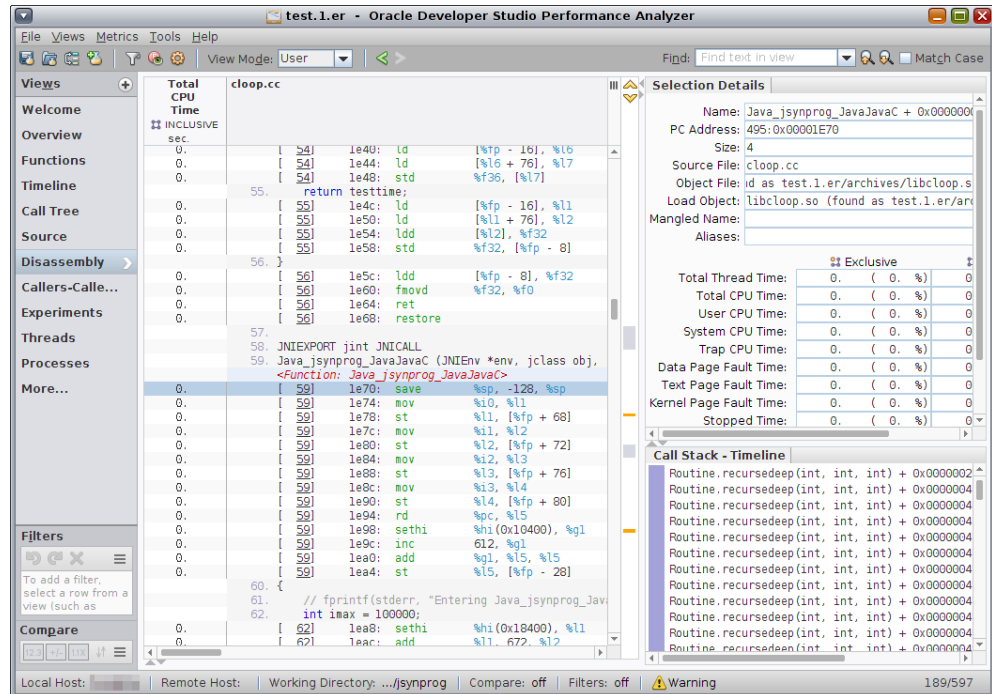 test.1.er - Oracle Developer Studio Performance Analyzer
File Views Metrics Tools Help
View Mode: User
Find: Find text in view
Match Case
Views
Welcome
Overview
Functions
Timeline
Call Tree
Source
Disassembly
Callers-Calle...
Experiments
Threads
Processes
More...
Filters
To add a filter,
select a row from a
view (such as
Compare
Total
CPU
Time
INCLUSIVE
sec.
cloop.cc
0. [ 54] 1e40: ld [%fp - 16], %l6
0. [ 54] 1e44: ld [%l6 + 76], %l7
0. [ 54] 1e48: std %f36, [%l7]
55. return testtime;
0. [ 55] 1e4c: ld [%fp - 16], %l1
0. [ 55] 1e50: ld [%l1 + 76], %l2
0. [ 55] 1e54: ldd [%l2], %f32
0. [ 55] 1e58: std %f32, [%fp - 8]
56. }
0. [ 56] 1e5c: ldd [%fp - 8], %f32
0. [ 56] 1e60: fmovd %f32, %f0
0. [ 56] 1e64: ret
0. [ 56] 1e68: restore
57.
58. JNIEXPORT jint JNICALL
59. Java_jsynprog_JavaJavaC (JNIEnv *env, jclass obj,
<Function: Java_jsynprog_JavaJavaC>
0. [ 59] 1e70: save %sp, -128, %sp
0. [ 59] 1e74: mov %i0, %l1
0. [ 59] 1e78: st %l1, [%fp + 68]
0. [ 59] 1e7c: mov %i1, %l2
0. [ 59] 1e80: st %l2, [%fp + 72]
0. [ 59] 1e84: mov %i2, %l3
0. [ 59] 1e88: st %l3, [%fp + 76]
0. [ 59] 1e8c: mov %i3, %l4
0. [ 59] 1e90: st %l4, [%fp + 80]
0. [ 59] 1e94: rd %pc, %l5
0. [ 59] 1e98: sethi %hi(0x10400), %g1
0. [ 59] 1e9c: inc 612, %g1
0. [ 59] 1ea0: add %g1, %l5, %l5
0. [ 59] 1ea4: st %l5, [%fp - 28]
60. {
61. // fprintf(stderr, "Entering Java_jsynprog_Jav
62. int imax = 100000;
0. [ 62] 1ea8: sethi %hi(0x18400), %l1
0. [ 62] 1eac: add %l1, 672, %l2
Selection Details
Name: Java_jsynprog_JavaJavaC + 0x0000000
PC Address: 495:0x00001E70
Size: 4
Source File: cloop.cc
Object File: nd as test.1.er/archives/libcloop.s
Load Object: libcloop.so (found as test.1.er/arc
Mangled Name:
Aliases:
Exclusive
Total Thread Time: 0. ( 0. %) 0
Total CPU Time: 0. ( 0. %) 0
User CPU Time: 0. ( 0. %) 0
System CPU Time: 0. ( 0. %) 0
Trap CPU Time: 0. ( 0. %) 0
Data Page Fault Time: 0. ( 0. %) 0
Text Page Fault Time: 0. ( 0. %) 0
Kernel Page Fault Time: 0. ( 0. %) 0
Stopped Time: 0. ( 0. %) 0
Call Stack - Timeline
Routine.recursedeep(int, int, int) + 0x0000002
Routine.recursedeep(int, int, int) + 0x0000004
Routine.recursedeep(int, int, int) + 0x0000004
Routine.recursedeep(int, int, int) + 0x0000004
Routine.recursedeep(int, int, int) + 0x0000004
Routine.recursedeep(int, int, int) + 0x0000004
Routine.recursedeep(int, int, int) + 0x0000004
Routine.recursedeep(int, int, int) + 0x0000004
Routine.recursedeep(int, int, int) + 0x0000004
Routine.recursedeep(int, int, int) + 0x0000004
Routine.recursedeep(int, int, int) + 0x0000004
Routine.recursedeep(int, int, int) + 0x0000004
Local Host: Remote Host: Working Directory: .../jsynprog Compare: off Filters: off Warning 189/597